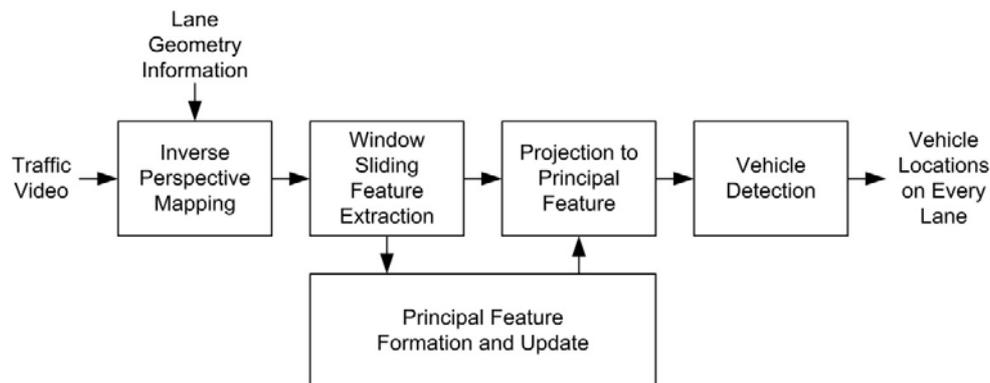 Lane
Geometry
Information
Traffic
Video
Inverse
Perspective
Mapping
Window
Sliding
Feature
Extraction
Projection to
Principal
Feature
Vehicle
Detection
Vehicle
Locations
on Every
Lane
Principal Feature
Formation and Update